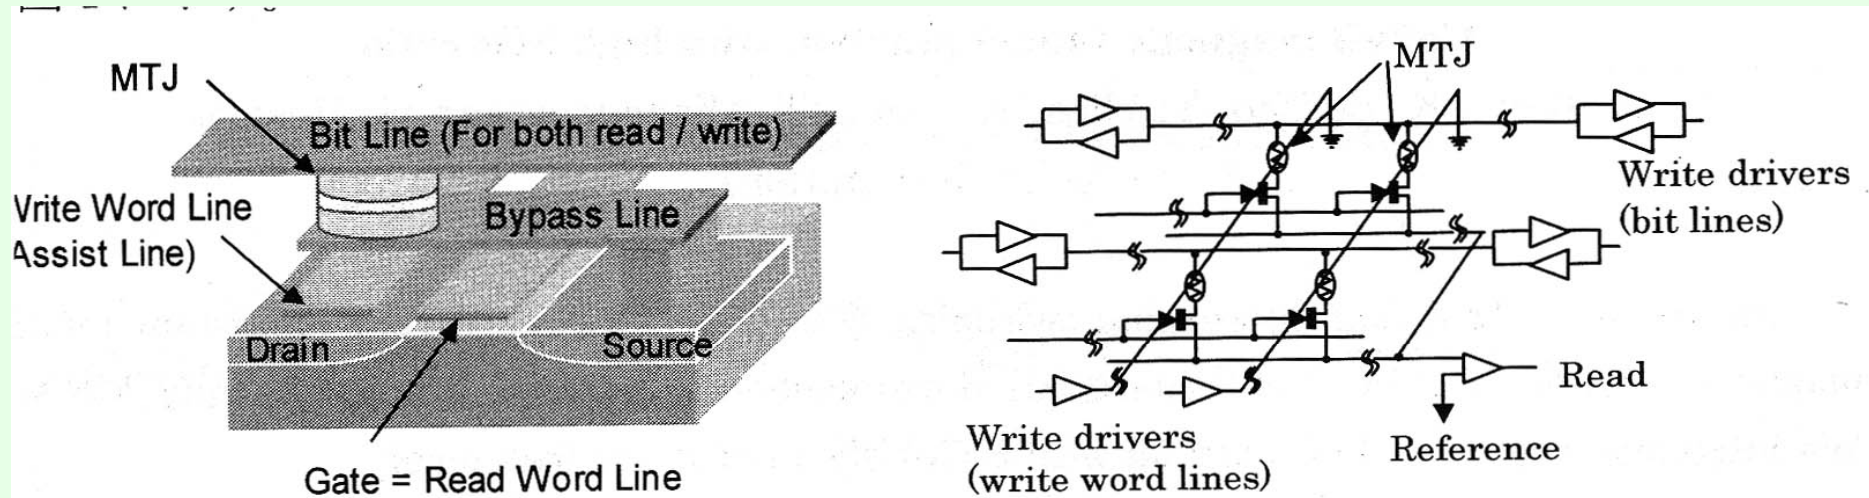 MTJ
Bit Line (For both read / write)
Write Word Line
Assist Line)
Bypass Line
Drain
Source
Gate = Read Word Line
MTJ
Write drivers
(bit lines)
Read
Reference
Write drivers
(write word lines)